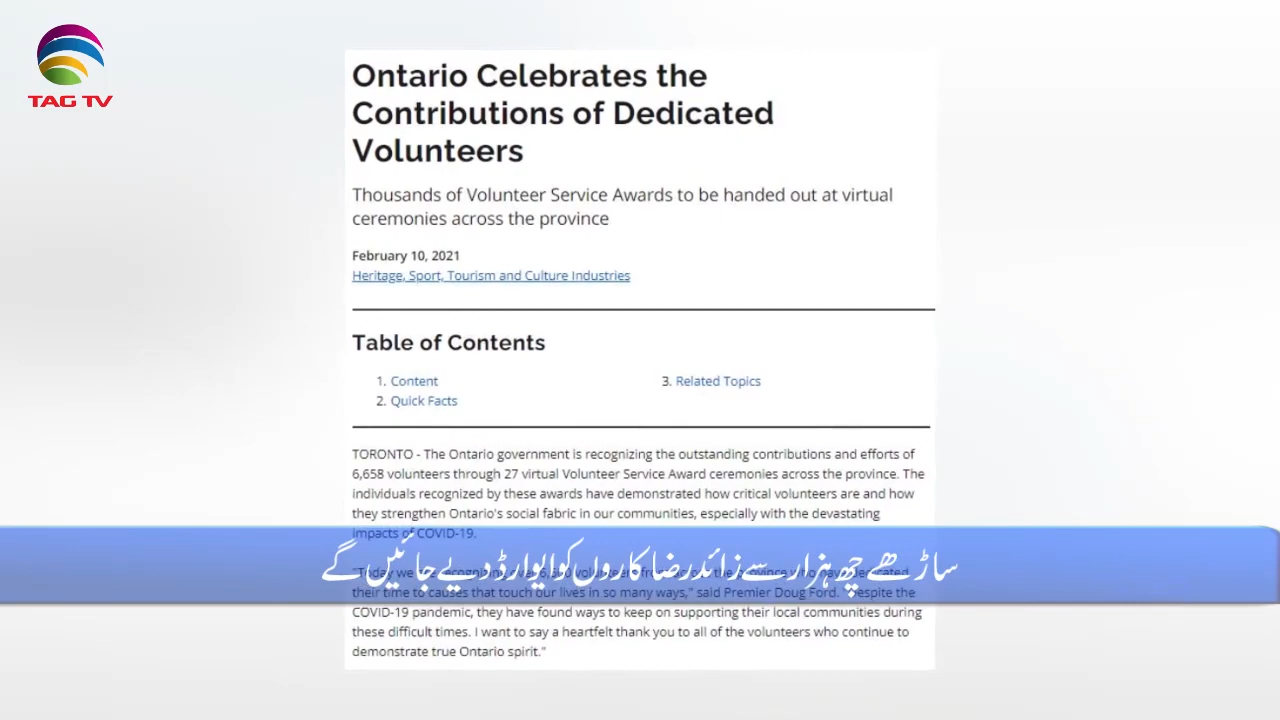 TAG TV
Ontario Celebrates the
Contributions of Dedicated
Volunteers
Thousands of Volunteer Service Awards to be handed out at virtual
ceremonies across the province
February 10, 2021
Heritage, Sport, Tourism and Culture Industries
Table of Contents
1. Content
2. Quick Facts
3. Related Topics
TORONTO - The Ontario government is recognizing the outstanding contributions and efforts of
6,658 volunteers through 27 virtual Volunteer Service Award ceremonies across the province. The
individuals recognized by these awards have demonstrated how critical volunteers are and how
they strengthen Ontario's social fabric in our communities, especially with the devastating
impacts of COVID-19.
ساڑھے چھ ہزار سے زائد رضا کاروں کو ایوارڈ دیے جائیں گے
"Today we
their time to causes that touch our lives in so many ways," said Premier Doug Ford. "Despite the
COVID-19 pandemic, they have found ways to keep on supporting their local communities during
these difficult times. I want to say a heartfelt thank you to all of the volunteers who continue to
demonstrate true Ontario spirit."